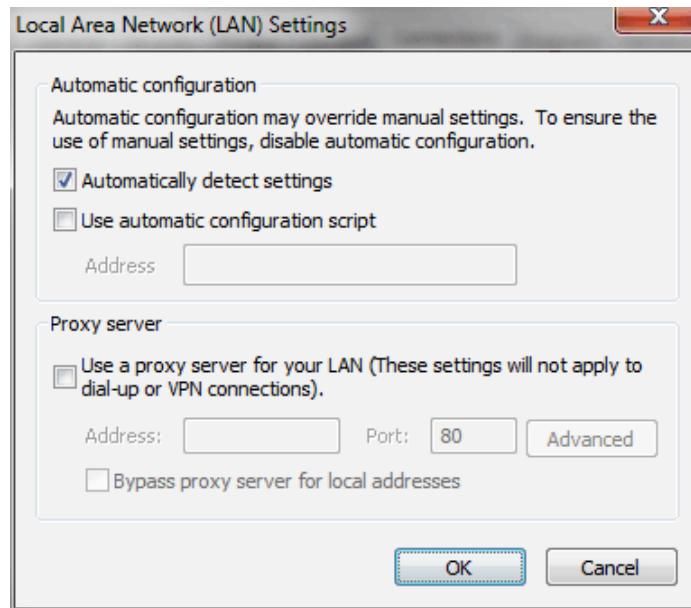 Local Area Network (LAN) Settings
Automatic configuration
Automatic configuration may override manual settings. To ensure the
use of manual settings, disable automatic configuration.
Automatically detect settings
Use automatic configuration script
Address
Proxy server
Use a proxy server for your LAN (These settings will not apply to
dial-up or VPN connections).
Address: Port: 80 Advanced
Bypass proxy server for local addresses
OK Cancel